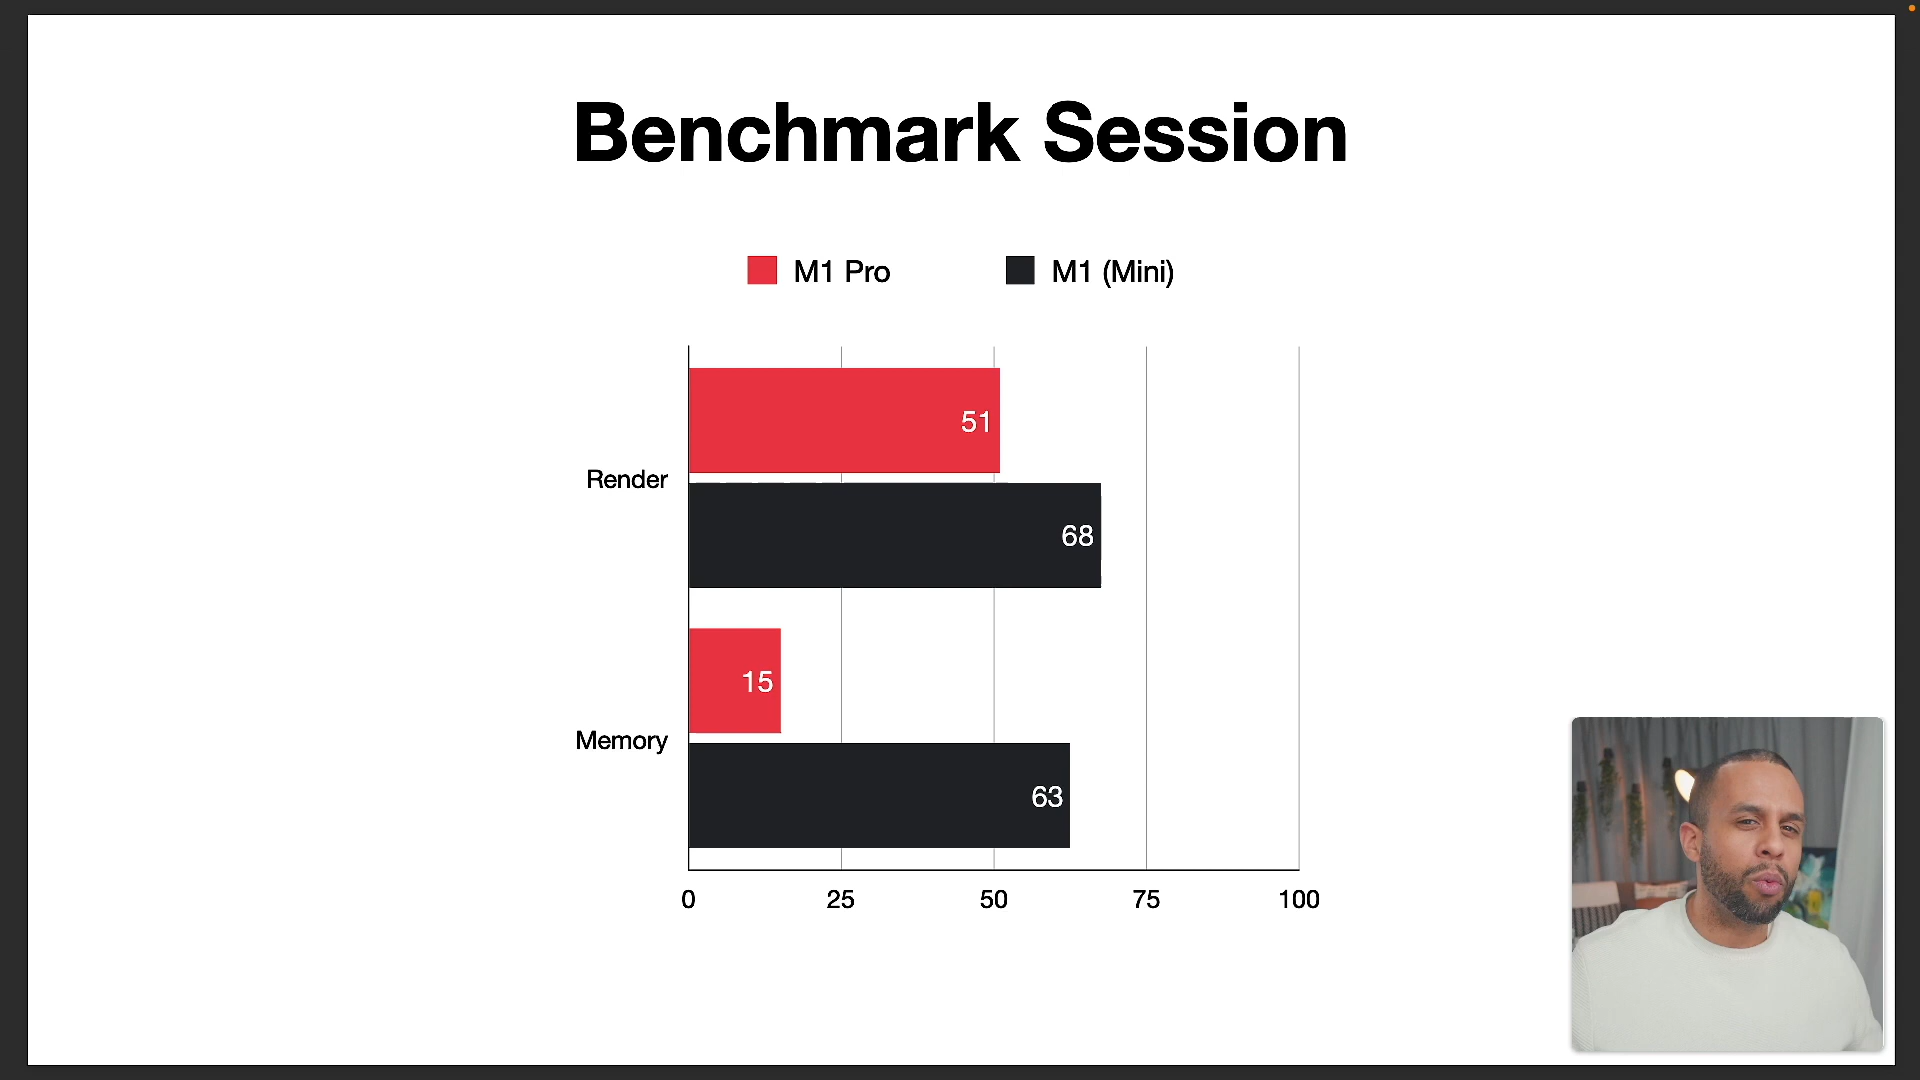 Benchmark Session
M1 Pro M1 (Mini)
51
Render
68
15
Memory
63
0 25 50 75 100